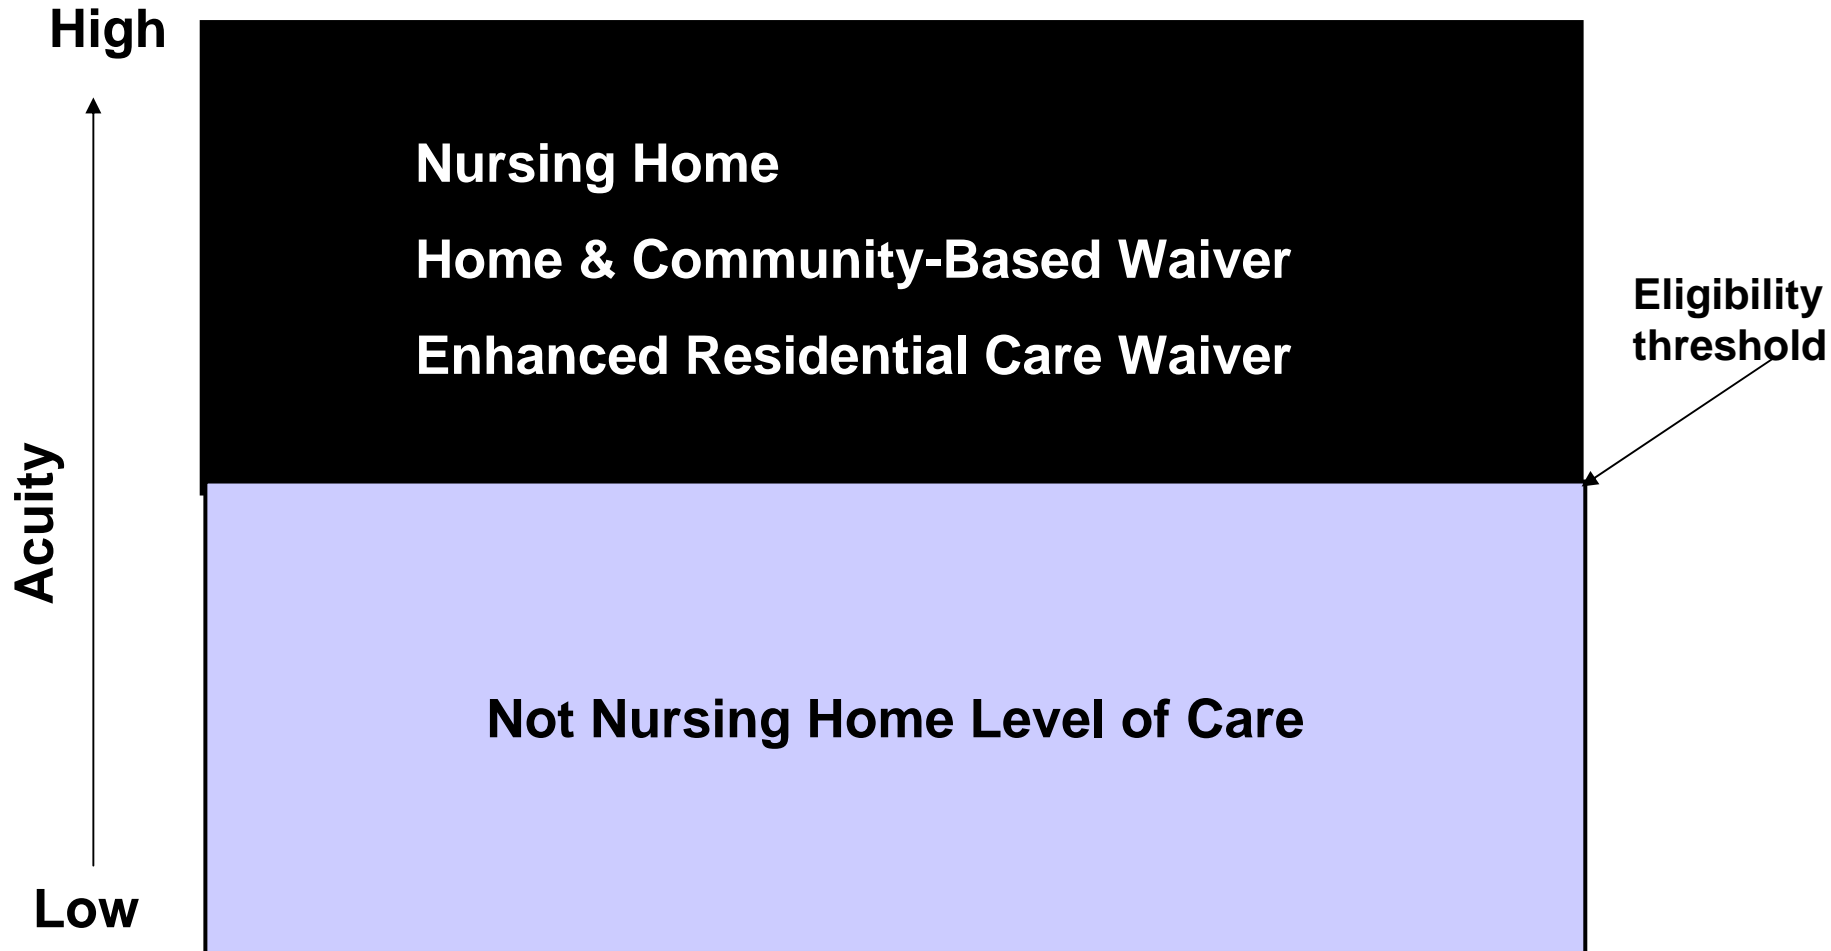 High
Nursing Home
Home & Community-Based Waiver
Enhanced Residential Care Waiver
Eligibility
threshold
Acuity
Not Nursing Home Level of Care
Low